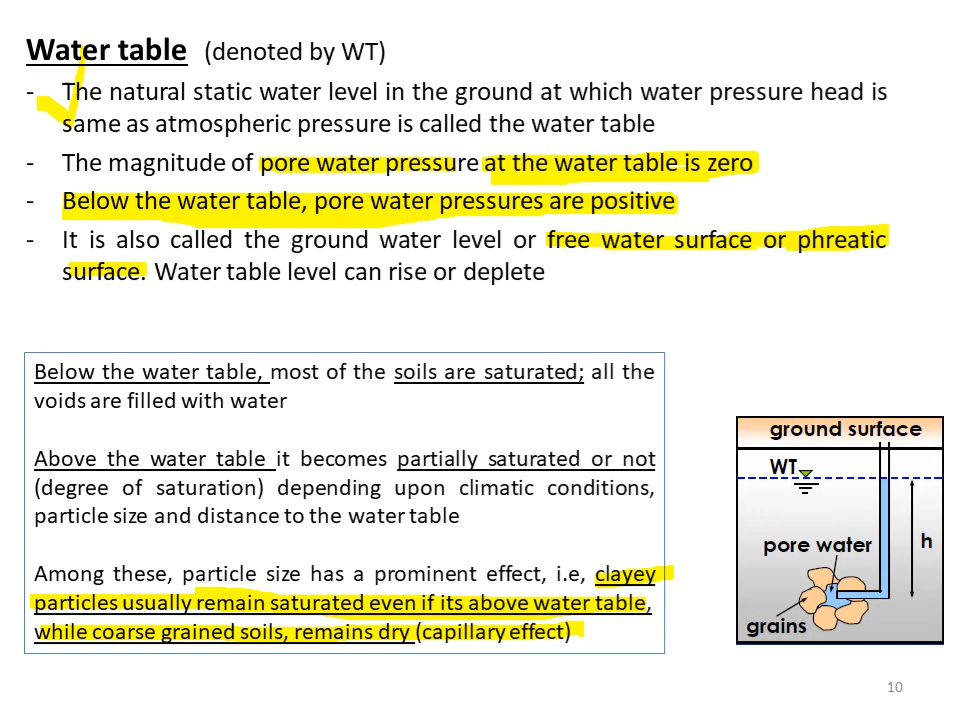 Water table (denoted by WT)
- The natural static water level in the ground at which water pressure head is
same as atmospheric pressure is called the water table
- The magnitude of pore water pressure at the water table is zero
- Below the water table, pore water pressures are positive
- It is also called the ground water level or free water surface or phreatic
surface. Water table level can rise or deplete
Below the water table, most of the soils are saturated; all the
voids are filled with water
Above the water table it becomes partially saturated or not
(degree of saturation) depending upon climatic conditions,
particle size and distance to the water table
Among these, particle size has a prominent effect, i.e, clayey
particles usually remain saturated even if its above water table,
while coarse grained soils, remains dry (capillary effect)
ground surface
WT
h
pore water
grains
10